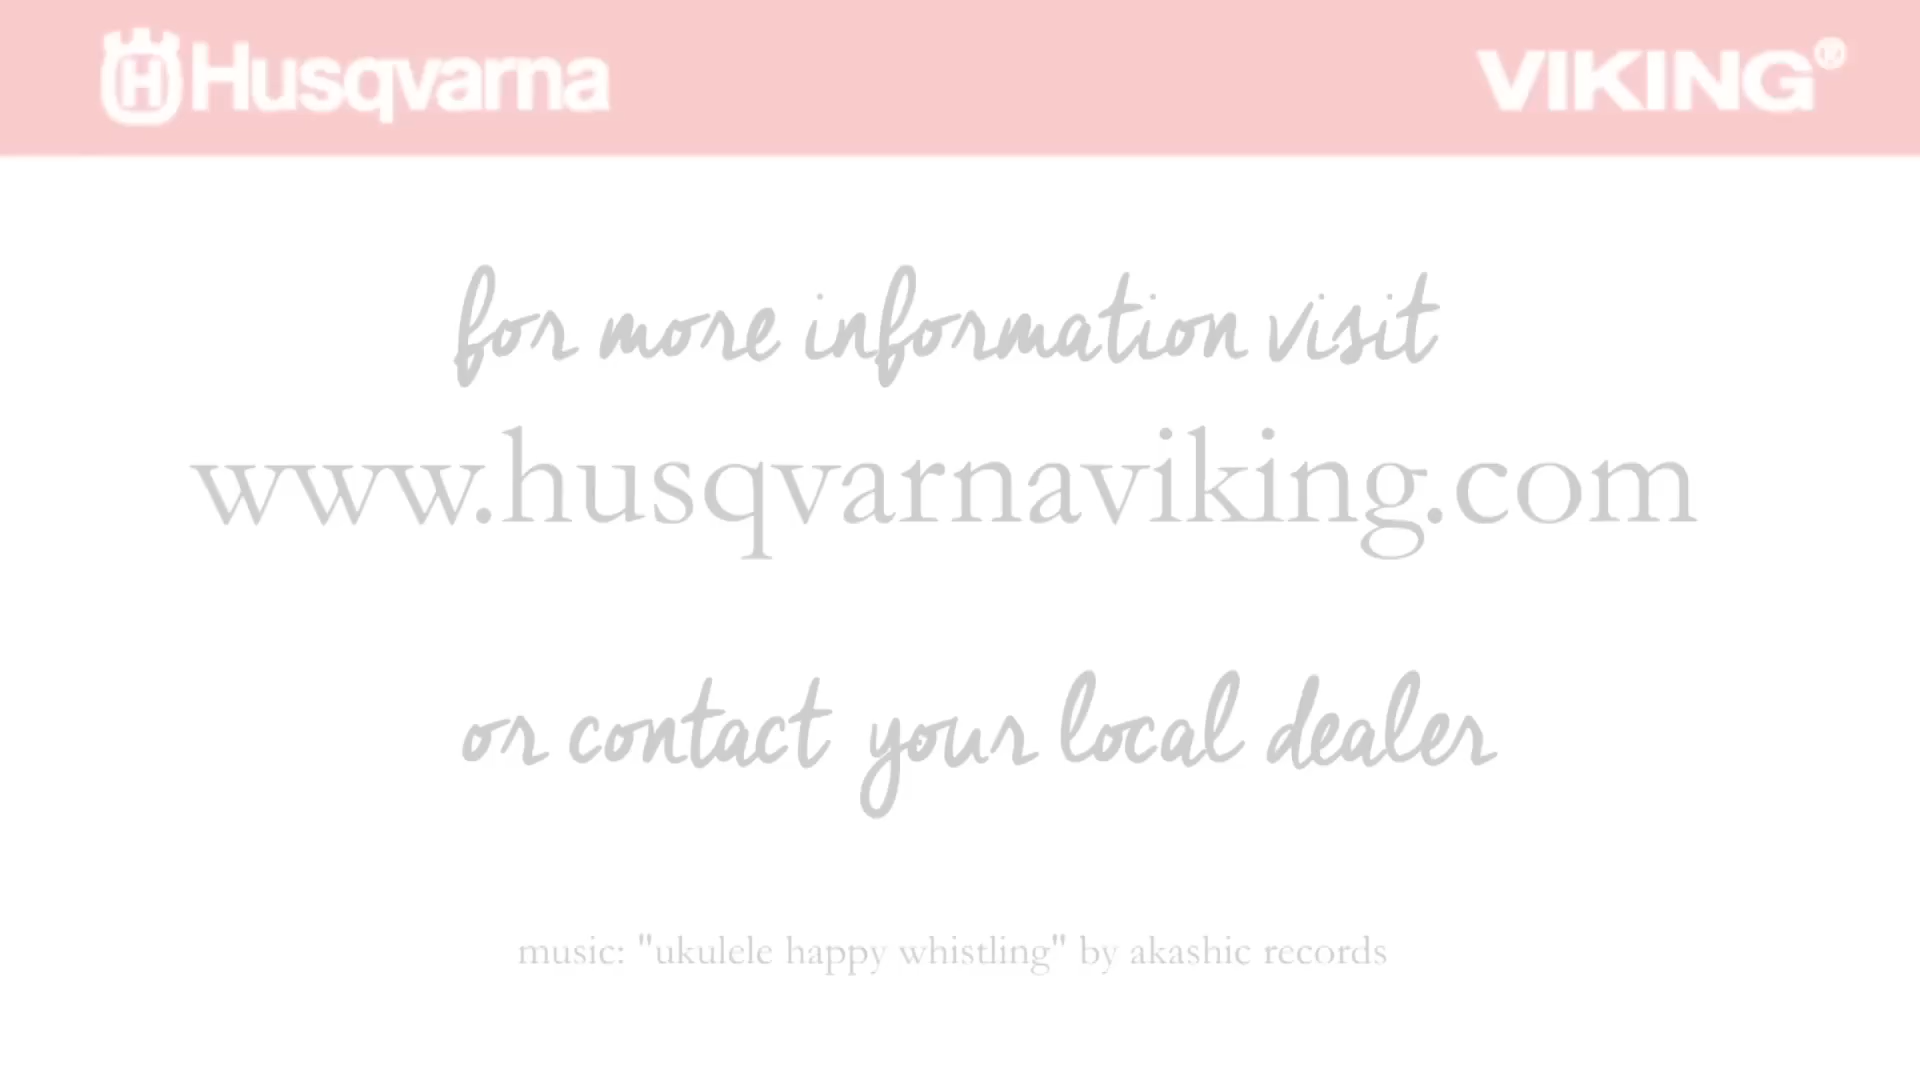 Husqvarna VIKING®
for more information visit
www.husqvarnaviking.com
or contact your local dealer
music: "ukulele happy whistling" by akashic records